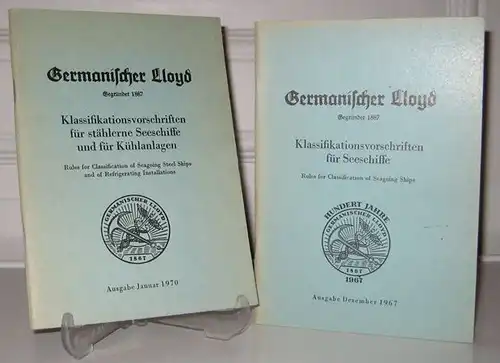 Germanischer Lloyd
Gegründet 1867
Klassifikationsvorschriften
für stählerne Seeschiffe
und für Kühlanlagen
Rules for Classification of Seagoing Steel Ships
and of Refrigerating Installations
GERMANISCHER LLOYD
1867
Ausgabe Januar 1970
Germanischer Lloyd
Gegründet 1867
Klassifikationsvorschriften
für Seeschiffe
Rules for Classification of Seagoing Ships
HUNDERT JAHRE
GERMANISCHER LLOYD
1867
1967
Ausgabe Dezember 1967